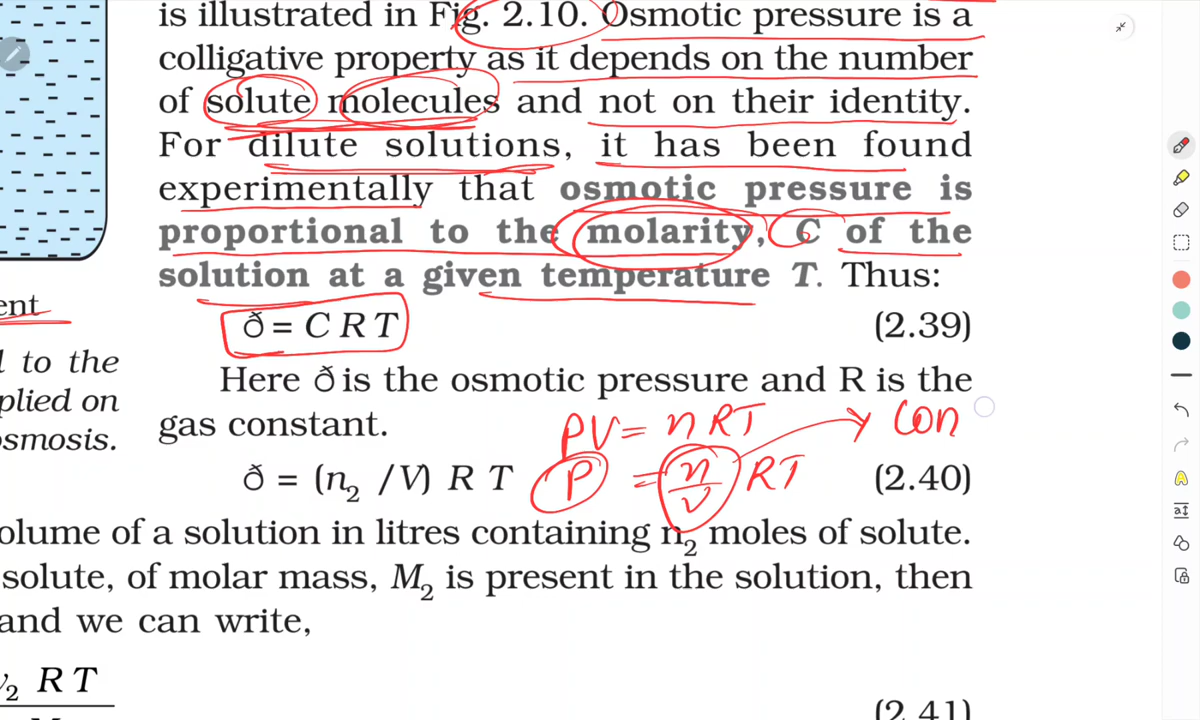 is illustrated in Fig. 2.10. Osmotic pressure is a
colligative property as it depends on the number
of solute molecules and not on their identity.
For dilute solutions, it has been found
experimentally that osmotic pressure is
proportional to the molarity, C of the
solution at a given temperature T. Thus:
ent
ð = C R T (2.39)
l to the
Here ð is the osmotic pressure and R is the
plied on
gas constant.
osmosis.
PV = nRT → Con
ð = (n₂ /V) R T (2.40)
P = n/V RT
olume of a solution in litres containing n₂ moles of solute.
solute, of molar mass, M₂ is present in the solution, then
and we can write,
₂ R T
(2.41)